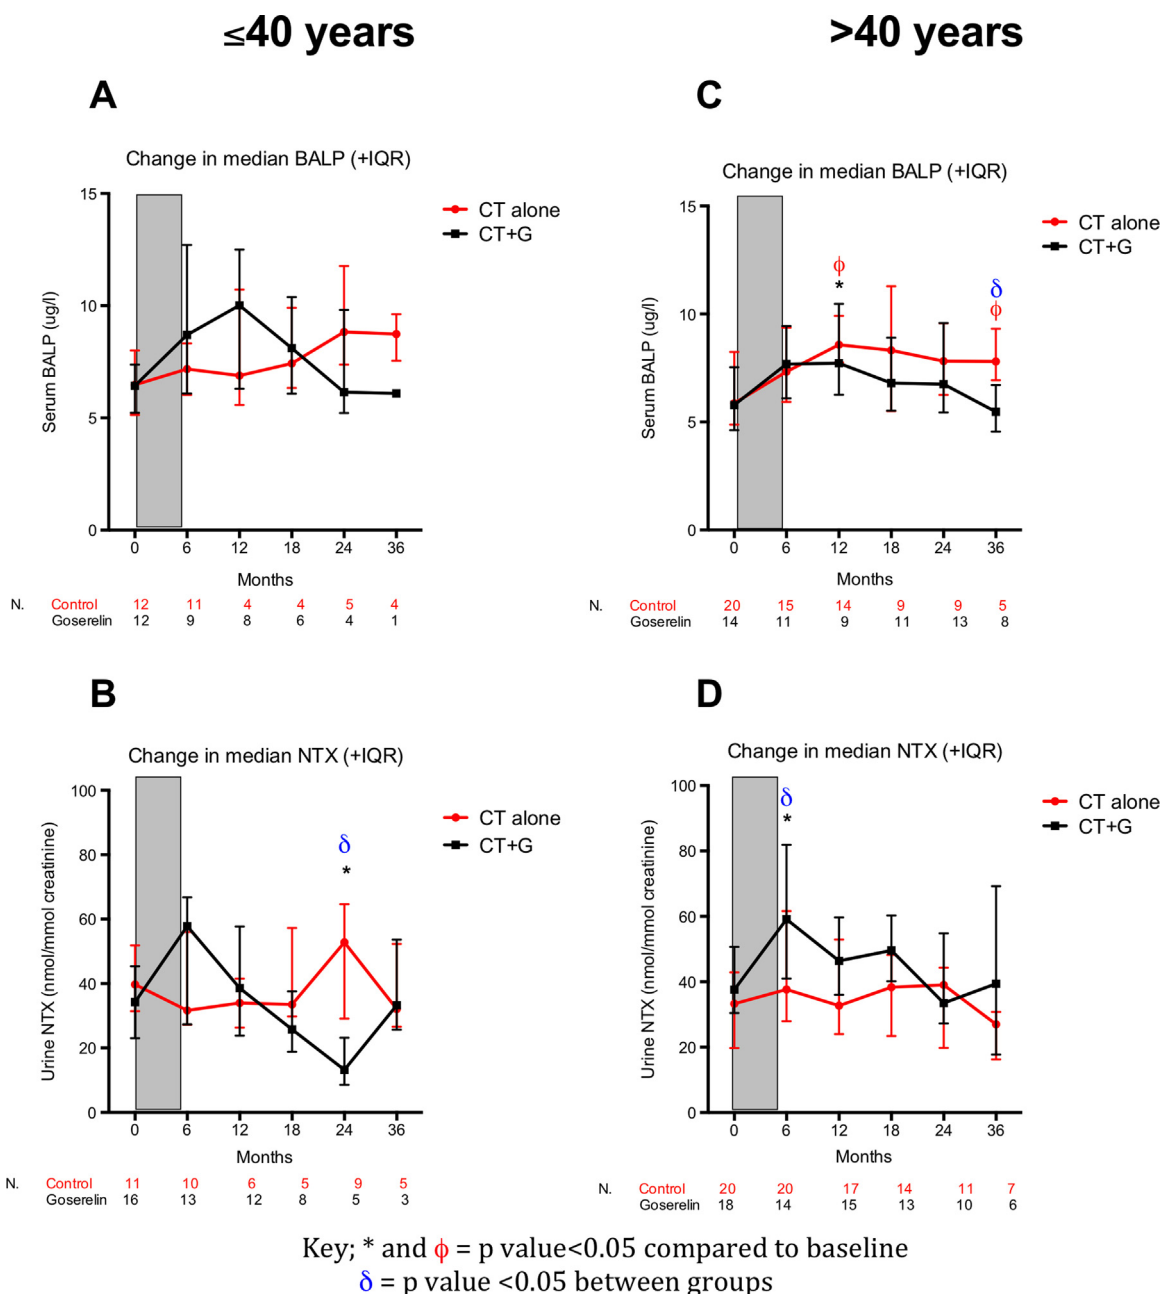 ≤40 years
>40 years
A
Change in median BALP (+IQR)
CT alone
CT+G
Serum BALP (ug/l)
15
10
5
0
0 6 12 18 24 36
Months
N. Control 12 11 4 4 5 4
Goserelin 12 9 8 6 4 1
C
Change in median BALP (+IQR)
CT alone
CT+G
Serum BALP (ug/l)
15
10
5
0
ϕ
*
δ
ϕ
0 6 12 18 24 36
Months
N. Control 20 15 14 9 9 5
Goserelin 14 11 9 11 13 8
B
Change in median NTX (+IQR)
CT alone
CT+G
Urine NTX (nmol/mmol creatinine)
100
80
60
40
20
0
δ
*
0 6 12 18 24 36
Months
N. Control 11 10 6 5 9 5
Goserelin 16 13 12 8 5 3
D
Change in median NTX (+IQR)
CT alone
CT+G
Urine NTX (nmol/mmol creatinine)
100
80
60
40
20
0
δ
*
0 6 12 18 24 36
Months
N. Control 20 20 17 14 11 7
Goserelin 18 14 15 13 10 6
Key; * and ϕ = p value<0.05 compared to baseline
δ = p value <0.05 between groups